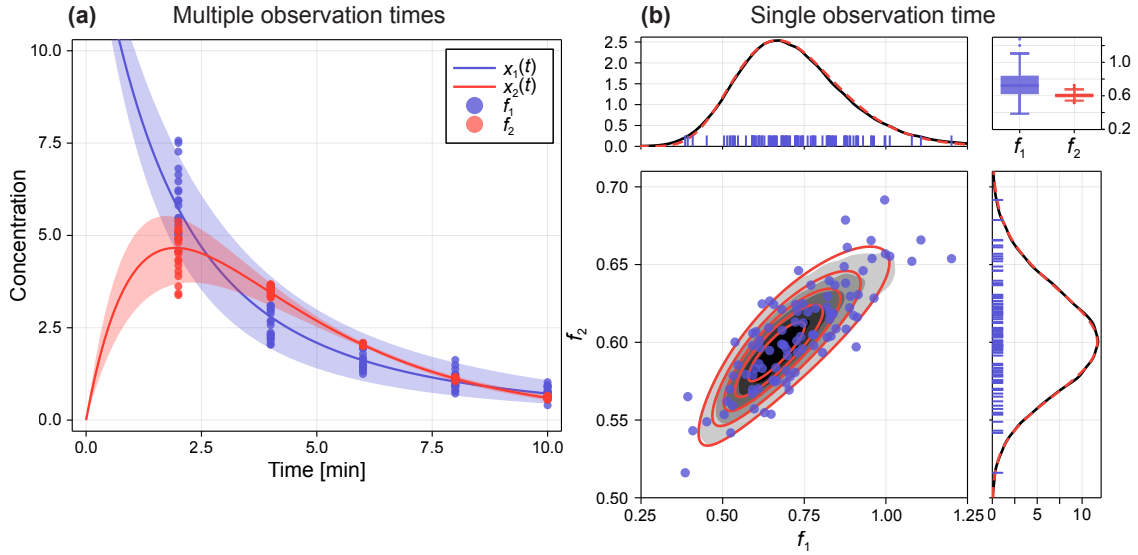 (a) Multiple observation times
10.0
7.5
5.0
2.5
0.0
Concentration
0.0 2.5 5.0 7.5 10.0
Time [min]
x₁(t)
x₂(t)
f₁
f₂
(b) Single observation time
2.5
2.0
1.5
1.0
0.5
0.0
1.0
0.6
0.2
f₁ f₂
0.70
0.65
0.60
0.55
0.50
f₂
0.25 0.50 0.75 1.00 1.25
f₁
0 5 10